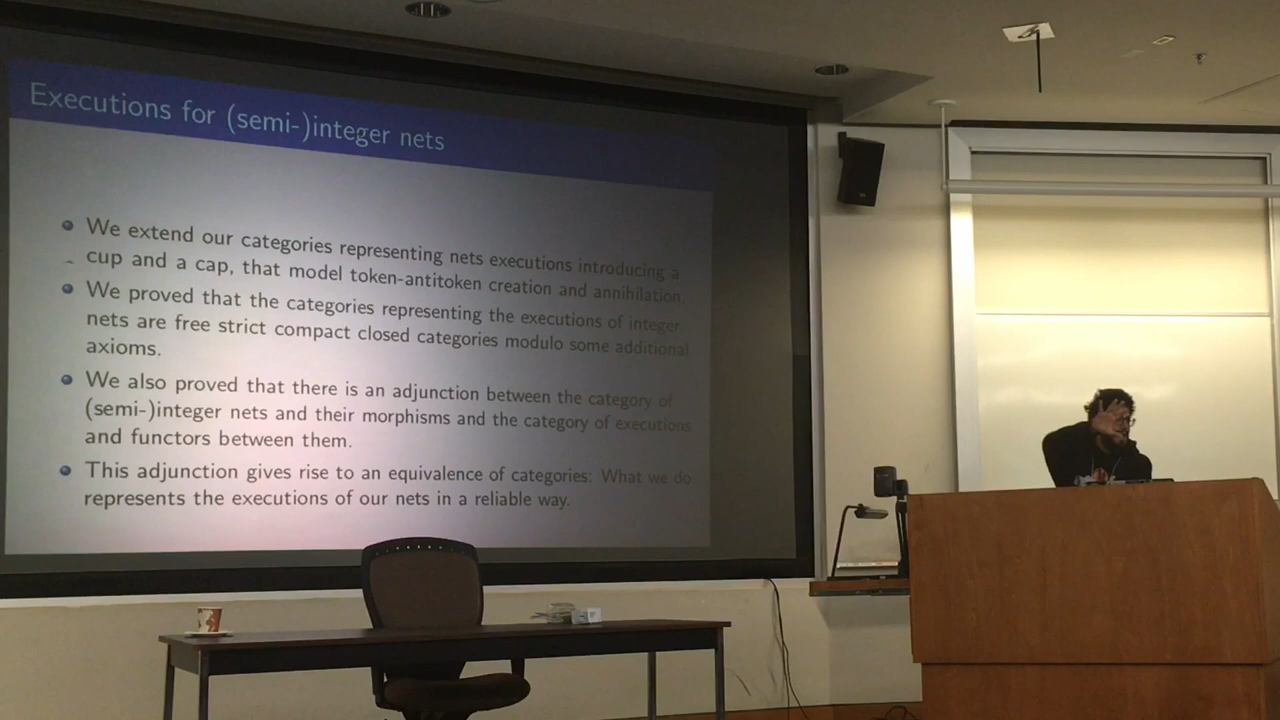 Executions for (semi-)integer nets
We extend our categories representing nets executions introducing a
cup and a cap, that model token-antitoken creation and annihilation.
We proved that the categories representing the executions of integer
nets are free strict compact closed categories modulo some additional
axioms.
We also proved that there is an adjunction between the category of
(semi-)integer nets and their morphisms and the category of executions
and functors between them.
This adjunction gives rise to an equivalence of categories: What we do
represents the executions of our nets in a reliable way.